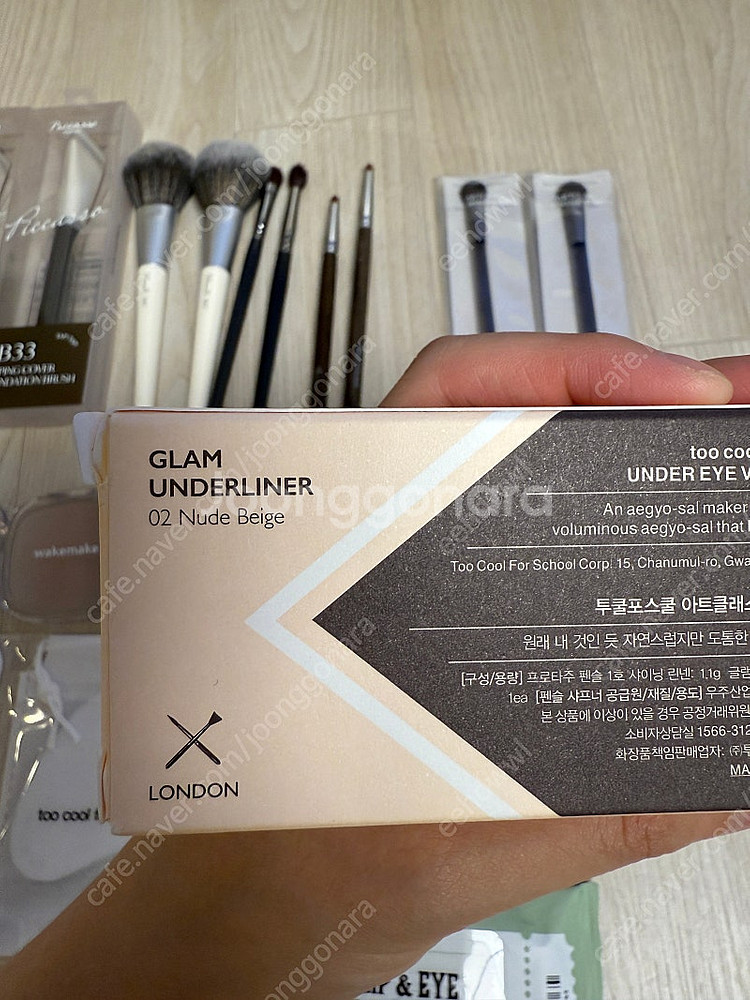 Piccasso
Piccasso
B33
PING COVER
NDATION BRUSH
wakemake
GLAM
UNDERLINER
02 Nude Beige
LONDON
too coo
UNDER EYE V
An aegyo-sal maker
voluminous aegyo-sal that
Too Cool For School Corp. 15, Chanumul-ro, Gwa
투쿨포스쿨 아트클래스
원래 내 것인 듯 자연스럽지만 도톰한
[구성/용량] 프로타주 펜슬 1호 샤이닝 린넨: 1.1g 글램
1ea [펜슬 샤프너 공급원/재질/용도] 우주산업
본 상품에 이상이 있을 경우 공정거래위원
소비자상담실 1566-312
화장품책임판매업자: ㈜투
MA
too cool f
& EYE
joonggonara
cafe.naver.com/joonggonara
eendwwl